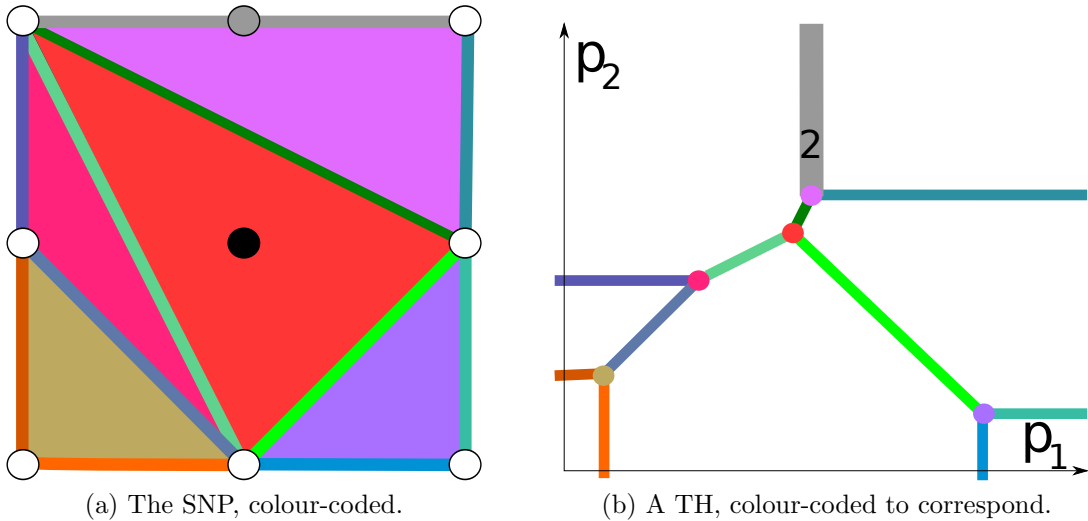 p2
2
p1
(a) The SNP, colour-coded.
(b) A TH, colour-coded to correspond.